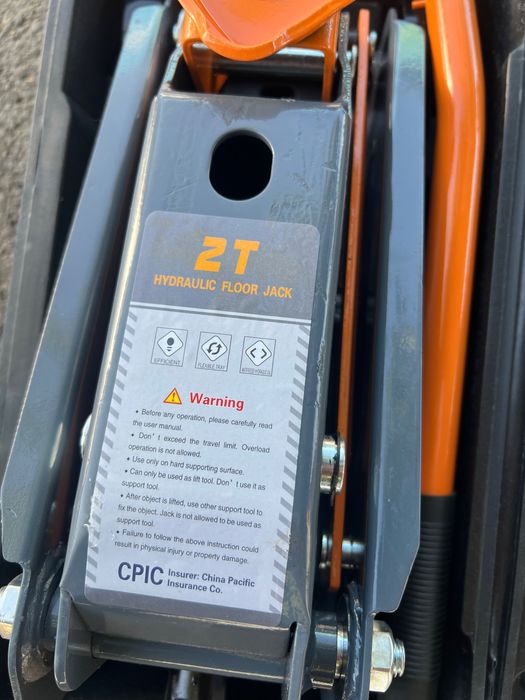 2T
HYDRAULIC FLOOR JACK
EFFICIENT
FLEXIBLE TRAY
Warning
• Before any operation, please carefully read
the user manual.
• Don't exceed the travel limit. Overload
operation is not allowed.
• Use only on hard supporting surface.
• Can only be used as lift tool. Don't use it as
support tool.
• After object is lifted, use other support tool to
fix the object. Jack is not allowed to be used as
support tool.
• Failure to follow the above instruction could
result in physical injury or property damage.
CPIC Insurer: China Pacific
Insurance Co.